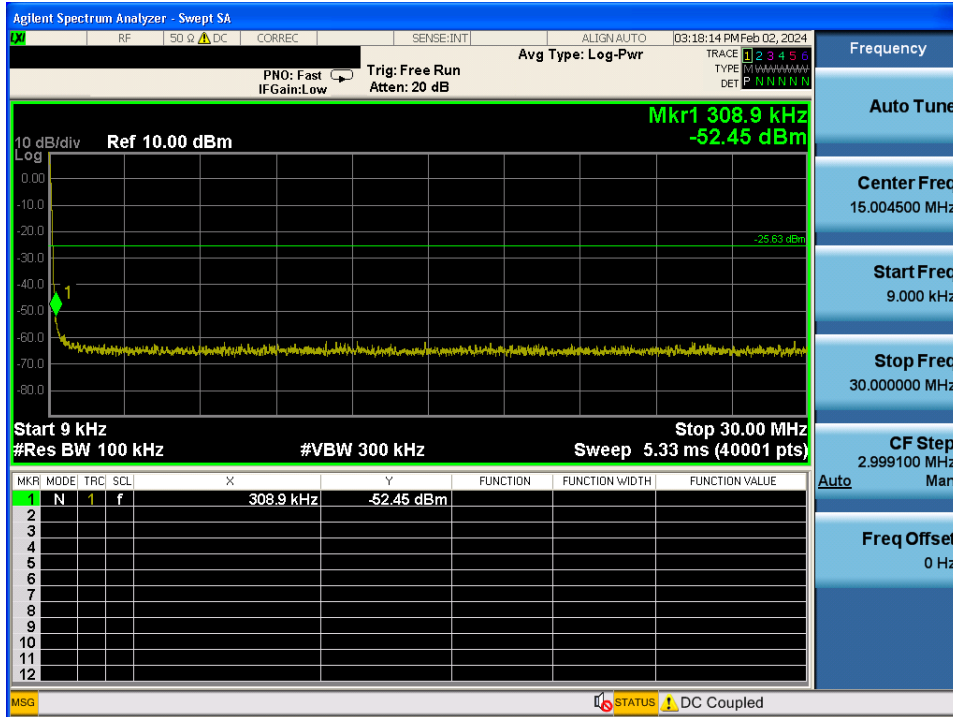 Agilent Spectrum Analyzer - Swept SA
LXI RF 50 Ω DC CORREC SENSE:INT ALIGN AUTO 03:18:14 PM Feb 02, 2024
Avg Type: Log-Pwr TRACE 1 2 3 4 5 6
PNO: Fast Trig: Free Run TYPE M WWWWW
IFGain:Low Atten: 20 dB DET P N N N N N
Mkr1 308.9 kHz
-52.45 dBm
10 dB/div Ref 10.00 dBm
Log
0.00
-10.0
-20.0
-25.63 dBm
-30.0
-40.0
1
-50.0
-60.0
-70.0
-80.0
Start 9 kHz Stop 30.00 MHz
#Res BW 100 kHz #VBW 300 kHz Sweep 5.33 ms (40001 pts)
MKR MODE TRC SCL X Y FUNCTION FUNCTION WIDTH FUNCTION VALUE
1 N 1 f 308.9 kHz -52.45 dBm
2
3
4
5
6
7
8
9
10
11
12
MSG STATUS DC Coupled
Frequency
Auto Tune
Center Freq
15.004500 MHz
Start Freq
9.000 kHz
Stop Freq
30.000000 MHz
CF Step
2.999100 MHz
Auto Man
Freq Offset
0 Hz